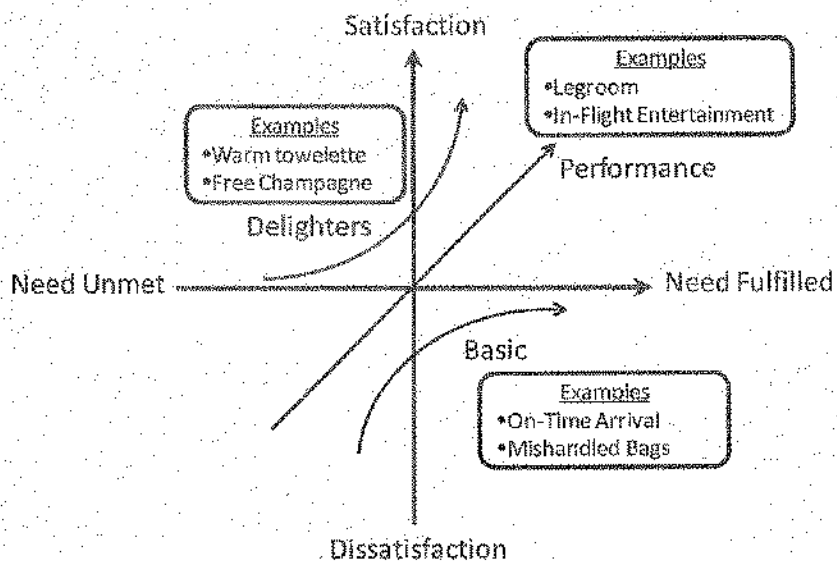 Satisfaction
Examples
•Legroom
•In-Flight Entertainment
Examples
•Warm towelette
•Free Champagne
Performance
Delighters
Need Unmet
Need Fulfilled
Basic
Examples
•On-Time Arrival
•Mishandled Bags
Dissatisfaction